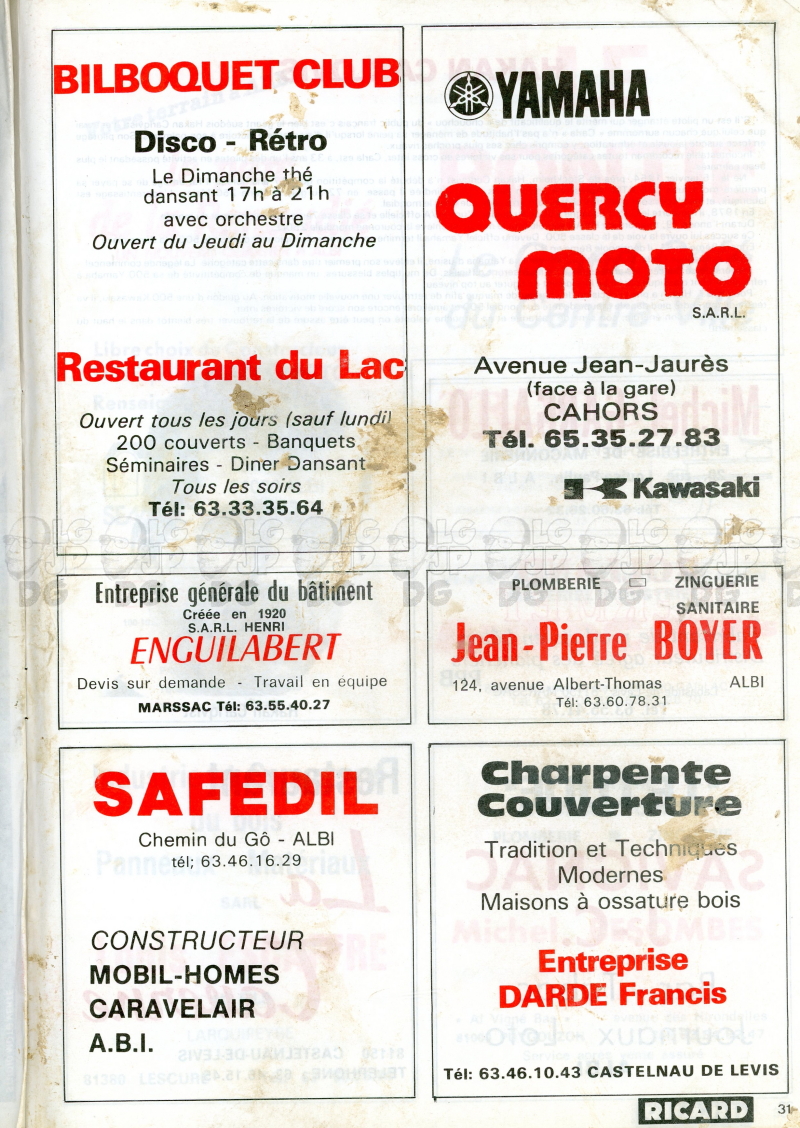 BILBOQUET CLUB
Disco - Rétro
Le Dimanche thé
dansant 17h à 21h
avec orchestre
Ouvert du Jeudi au Dimanche
Restaurant du Lac
Ouvert tous les jours (sauf lundi)
200 couverts - Banquets
Séminaires - Diner Dansant
Tous les soirs
Tél: 63.33.35.64
YAMAHA
QUERCY
MOTO
S.A.R.L.
Avenue Jean-Jaurès
(face à la gare)
CAHORS
Tél. 65.35.27.83
Kawasaki
Entreprise générale du bâtiment
Créée en 1920
S.A.R.L. HENRI
ENGUILABERT
Devis sur demande - Travail en équipe
MARSSAC Tél: 63.55.40.27
PLOMBERIE ZINGUERIE
SANITAIRE
Jean-Pierre BOYER
124, avenue Albert-Thomas ALBI
Tél: 63.60.78.31
SAFEDIL
Chemin du Gô - ALBI
tél; 63.46.16.29
CONSTRUCTEUR
MOBIL-HOMES
CARAVELAIR
A.B.I.
Charpente
Couverture
Tradition et Techniques
Modernes
Maisons à ossature bois
Entreprise
DARDE Francis
Tél: 63.46.10.43 CASTELNAU DE LEVIS
RICARD
31